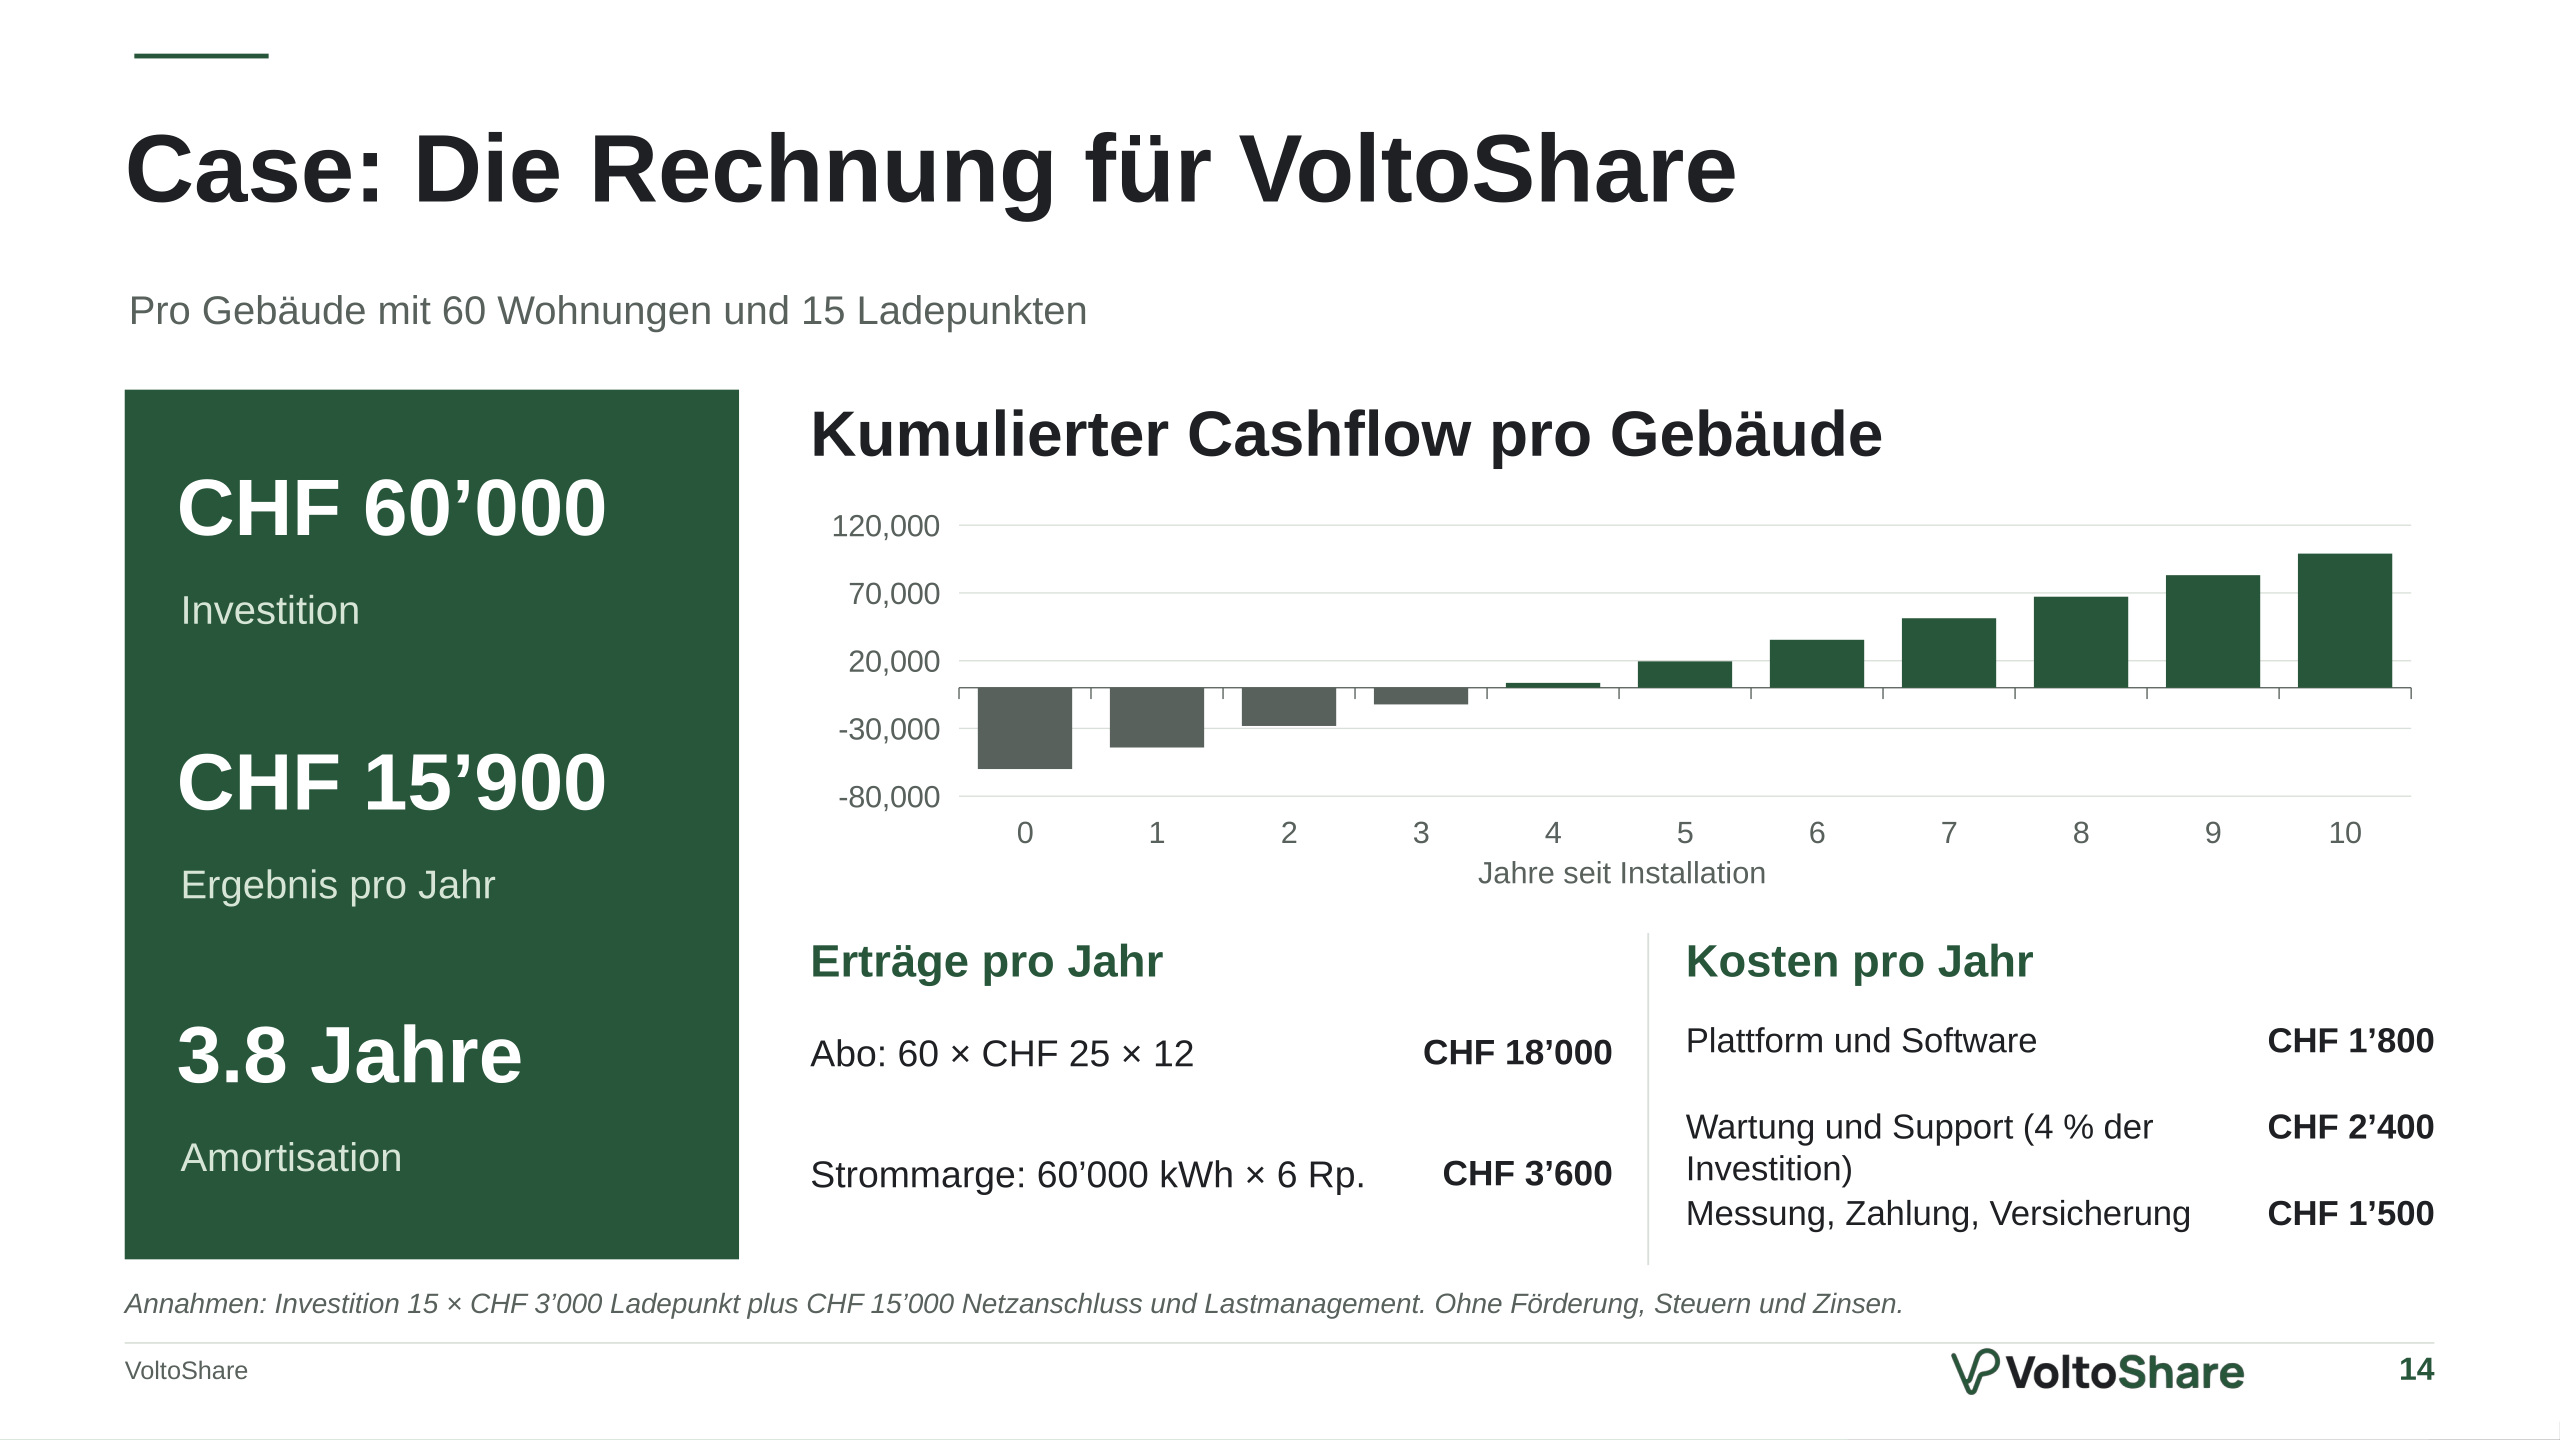 Case: Die Rechnung für VoltoShare
Pro Gebäude mit 60 Wohnungen und 15 Ladepunkten
CHF 60’000
Investition
CHF 15’900
Ergebnis pro Jahr
3.8 Jahre
Amortisation
Kumulierter Cashflow pro Gebäude
120,000
70,000
20,000
-30,000
-80,000
0 1 2 3 4 5 6 7 8 9 10
Jahre seit Installation
Erträge pro Jahr
Abo: 60 × CHF 25 × 12 CHF 18’000
Strommarge: 60’000 kWh × 6 Rp. CHF 3’600
Kosten pro Jahr
Plattform und Software CHF 1’800
Wartung und Support (4 % der CHF 2’400
Investition)
Messung, Zahlung, Versicherung CHF 1’500
Annahmen: Investition 15 × CHF 3’000 Ladepunkt plus CHF 15’000 Netzanschluss und Lastmanagement. Ohne Förderung, Steuern und Zinsen.
VoltoShare
VoltoShare
14